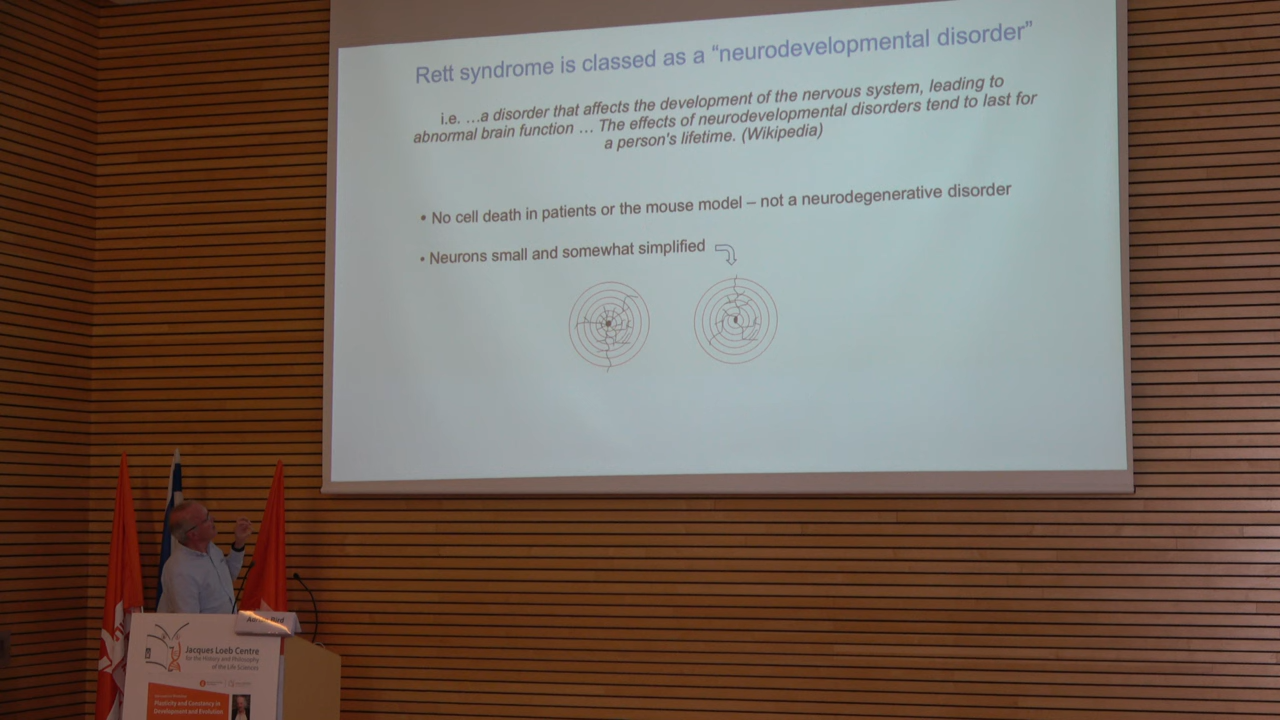 Rett syndrome is classed as a “neurodevelopmental disorder”
i.e. …a disorder that affects the development of the nervous system, leading to
abnormal brain function … The effects of neurodevelopmental disorders tend to last for
a person's lifetime. (Wikipedia)
• No cell death in patients or the mouse model – not a neurodegenerative disorder
• Neurons small and somewhat simplified
Bird
Jacques Loeb Centre
for the History and Philosophy
of the Life Sciences
Plasticity and Constancy in
Development and Evolution